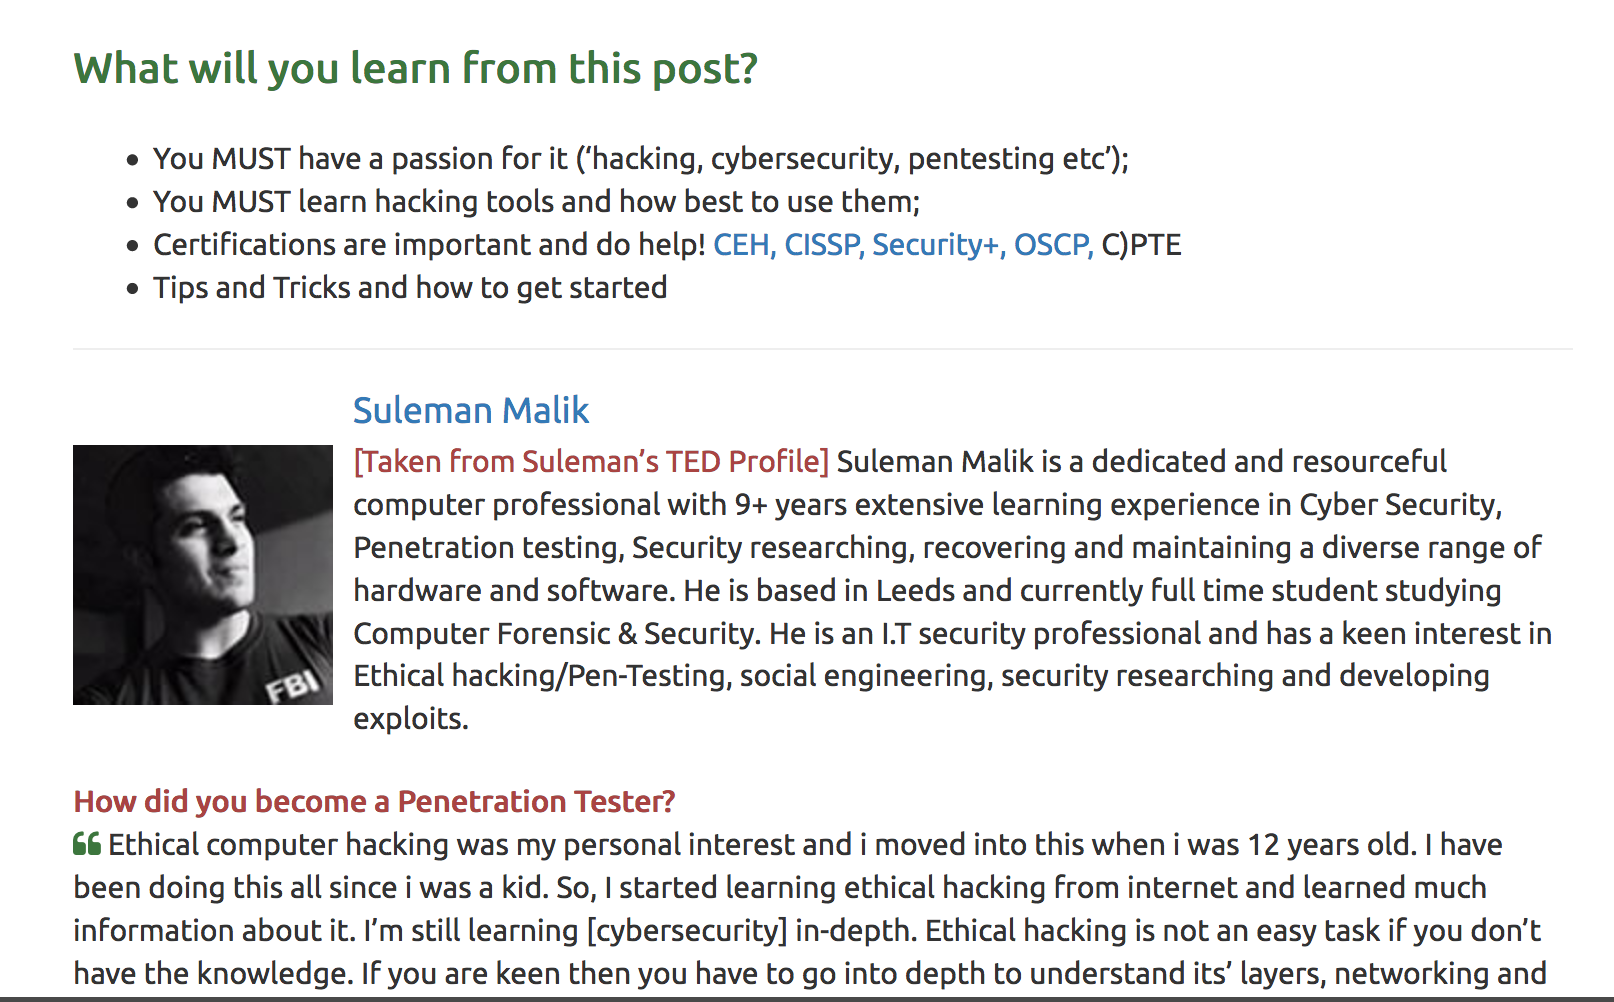 What will you learn from this post?
You MUST have a passion for it (‘hacking, cybersecurity, pentesting etc’);
You MUST learn hacking tools and how best to use them;
Certifications are important and do help! CEH, CISSP, Security+, OSCP, C)PTE
Tips and Tricks and how to get started
Suleman Malik
[Taken from Suleman’s TED Profile] Suleman Malik is a dedicated and resourceful
computer professional with 9+ years extensive learning experience in Cyber Security,
Penetration testing, Security researching, recovering and maintaining a diverse range of
hardware and software. He is based in Leeds and currently full time student studying
Computer Forensic & Security. He is an I.T security professional and has a keen interest in
Ethical hacking/Pen-Testing, social engineering, security researching and developing
exploits.
FBI
How did you become a Penetration Tester?
“ Ethical computer hacking was my personal interest and i moved into this when i was 12 years old. I have
been doing this all since i was a kid. So, I started learning ethical hacking from internet and learned much
information about it. I’m still learning [cybersecurity] in-depth. Ethical hacking is not an easy task if you don’t
have the knowledge. If you are keen then you have to go into depth to understand its’ layers, networking and